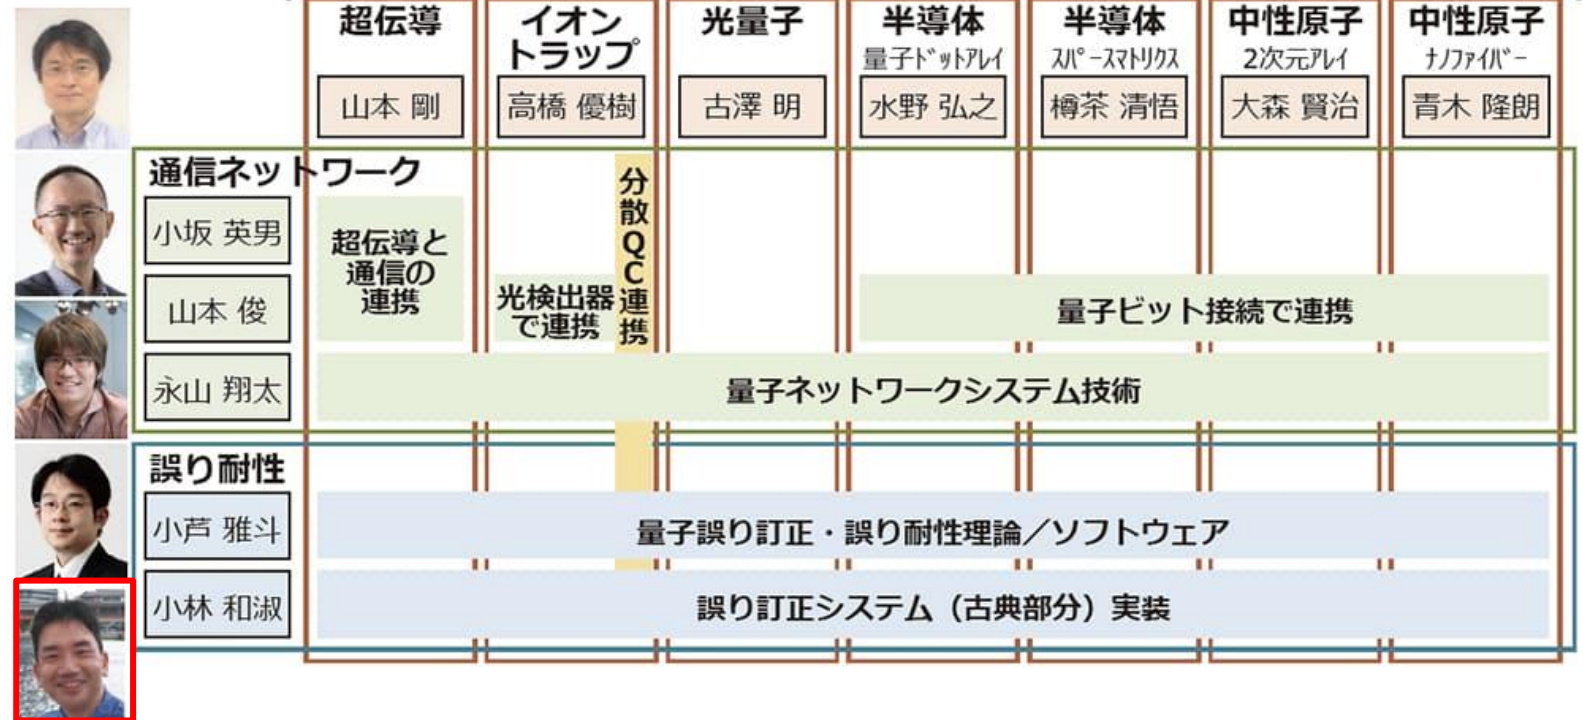 超伝導
山本 剛
イオン
トラップ
高橋 優樹
光量子
古澤 明
半導体
量子ﾄﾞｯﾄｱﾚｲ
水野 弘之
半導体
ｽﾊﾟｰｽﾏﾄﾘｸｽ
樽茶 清悟
中性原子
2次元ｱﾚｲ
大森 賢治
中性原子
ﾅﾉﾌｧｲﾊﾞｰ
青木 隆朗
通信ネットワーク
小坂 英男
山本 俊
永山 翔太
超伝導と
通信の
連携
光検出器
で連携
分散QC連携
量子ビット接続で連携
量子ネットワークシステム技術
誤り耐性
小芦 雅斗
量子誤り訂正・誤り耐性理論／ソフトウェア
小林 和淑
誤り訂正システム（古典部分）実装